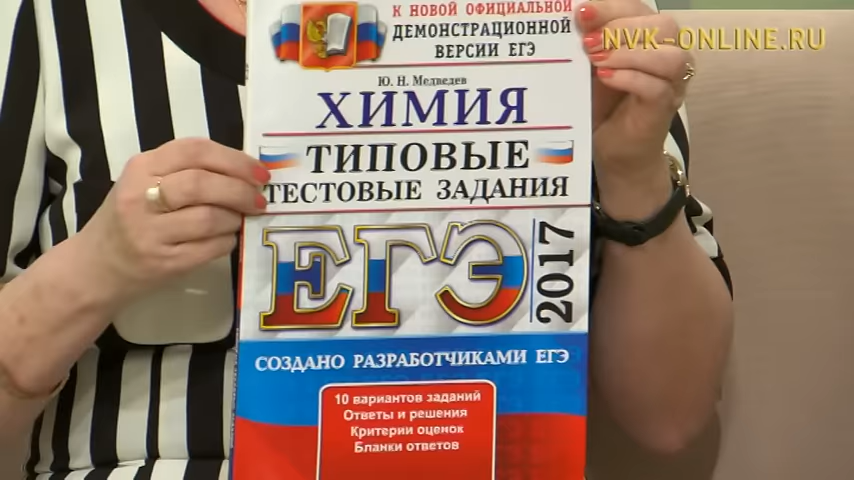 К НОВОЙ ОФИЦИАЛЬНОЙ
ДЕМОНСТРАЦИОННОЙ
ВЕРСИИ ЕГЭ
NVK-ONLINE.RU
Ю. Н. Медведев
ХИМИЯ
ТИПОВЫЕ
ТЕСТОВЫЕ ЗАДАНИЯ
ЕГЭ
2017
СОЗДАНО РАЗРАБОТЧИКАМИ ЕГЭ
10 вариантов заданий
Ответы и решения
Критерии оценок
Бланки ответов